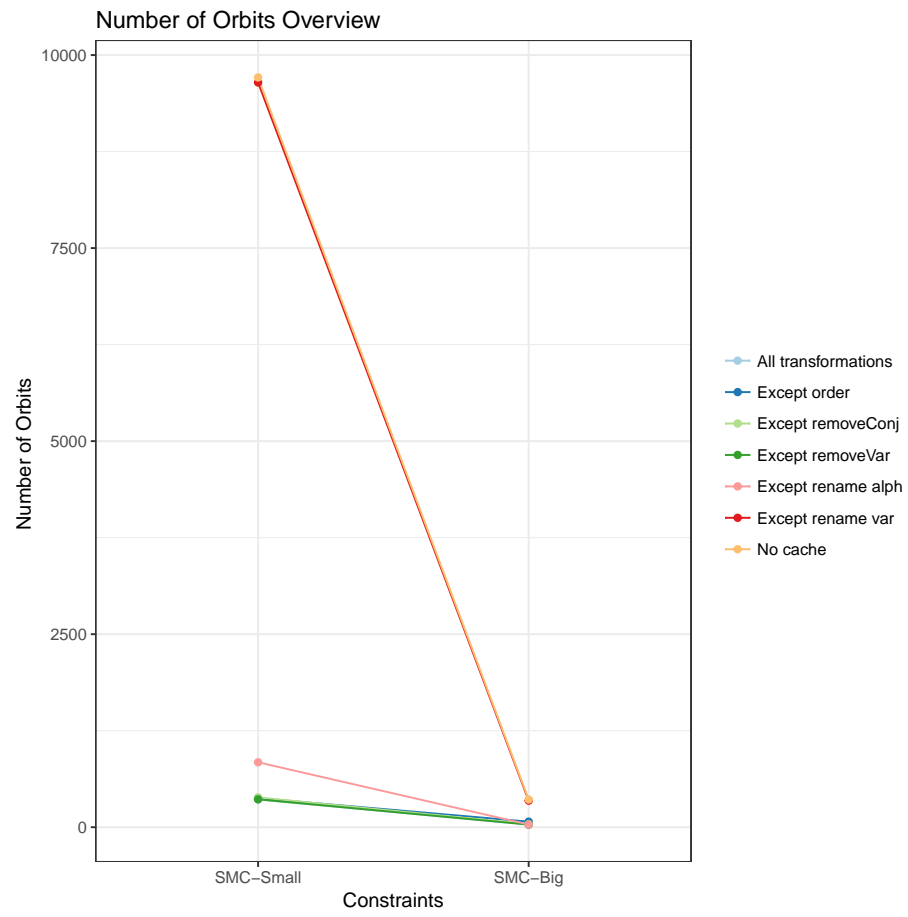 Number of Orbits Overview
10000
7500
5000
2500
0
Number of Orbits
SMC−Small
SMC−Big
Constraints
All transformations
Except order
Except removeConj
Except removeVar
Except rename alph
Except rename var
No cache